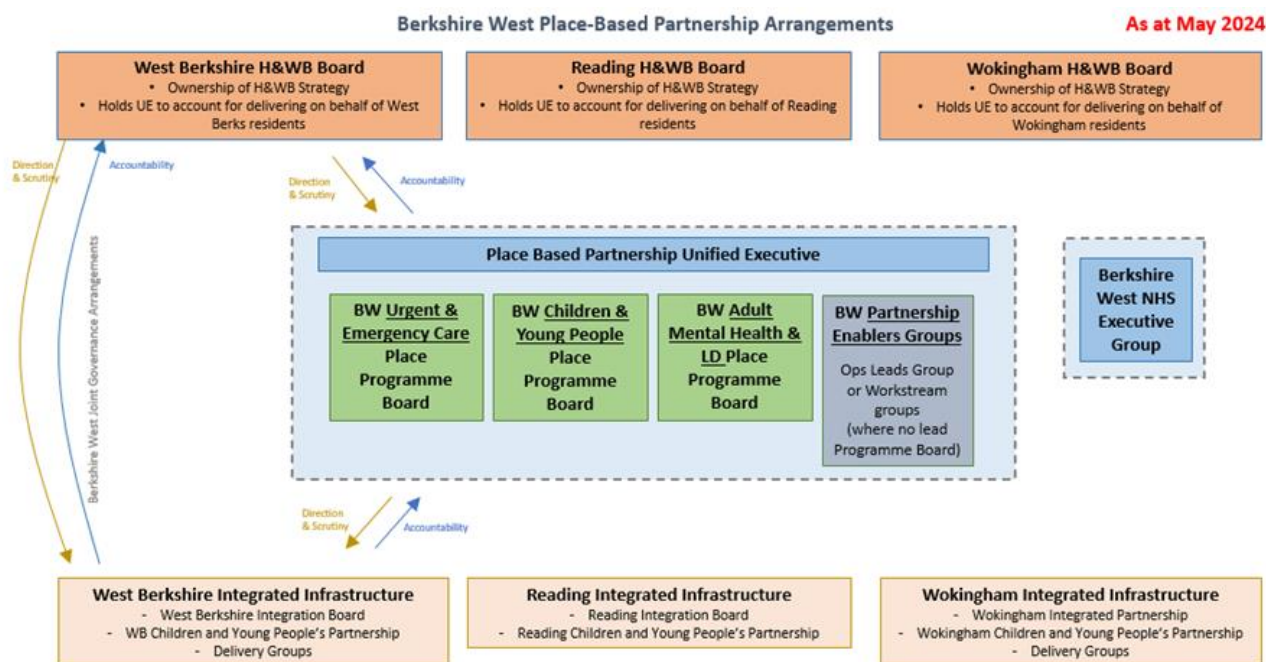 Berkshire West Place-Based Partnership Arrangements
As at May 2024
West Berkshire H&WB Board
• Ownership of H&WB Strategy
• Holds UE to account for delivering on behalf of West
Berks residents
Reading H&WB Board
• Ownership of H&WB Strategy
• Holds UE to account for delivering on behalf of Reading
residents
Wokingham H&WB Board
• Ownership of H&WB Strategy
• Holds UE to account for delivering on behalf of
Wokingham residents
Direction
& Scrutiny
Accountability
Direction
& Scrutiny
Accountability
Berkshire West Joint Governance Arrangements
Place Based Partnership Unified Executive
BW Urgent &
Emergency Care
Place
Programme
Board
BW Children &
Young People
Place
Programme
Board
BW Adult
Mental Health &
LD Place
Programme
Board
BW Partnership
Enablers Groups
Ops Leads Group
or Workstream
groups
(where no lead
Programme Board)
Berkshire
West NHS
Executive
Group
Direction
& Scrutiny
Accountability
West Berkshire Integrated Infrastructure
- West Berkshire Integration Board
- WB Children and Young People's Partnership
- Delivery Groups
Reading Integrated Infrastructure
- Reading Integration Board
- Reading Children and Young People's Partnership
Wokingham Integrated Infrastructure
- Wokingham Integrated Partnership
- Wokingham Children and Young People's Partnership
- Delivery Groups